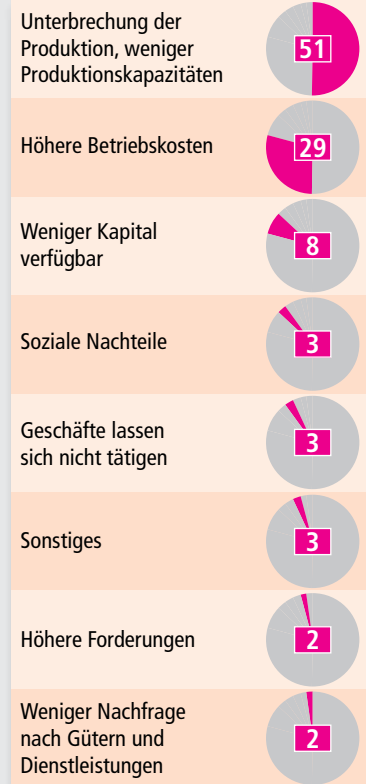 Unterbrechung der
Produktion, weniger
Produktionskapazitäten
51
Höhere Betriebskosten
29
Weniger Kapital
verfügbar
8
Soziale Nachteile
3
Geschäfte lassen
sich nicht tätigen
3
Sonstiges
3
Höhere Forderungen
2
Weniger Nachfrage
nach Gütern und
Dienstleistungen
2